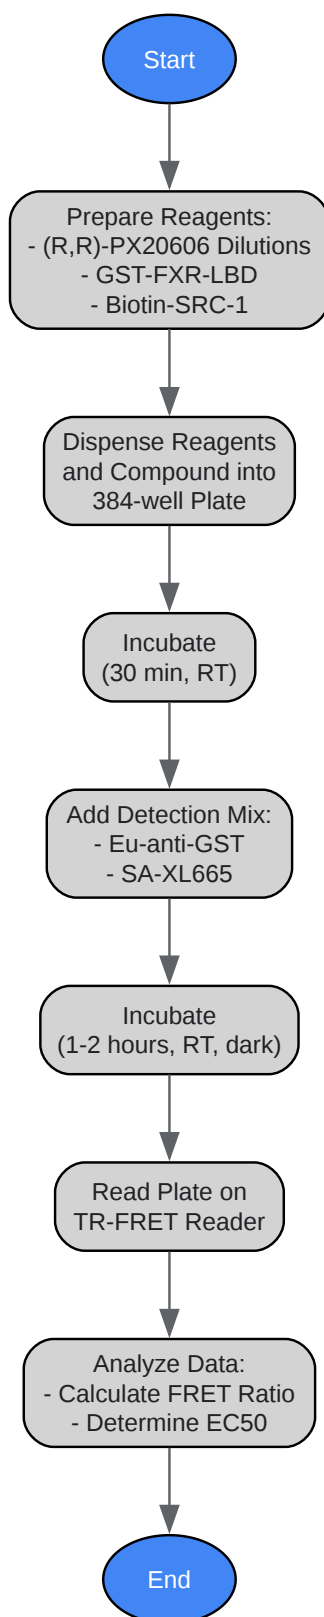 Start
Prepare Reagents:
- (R,R)-PX20606 Dilutions
- GST-FXR-LBD
- Biotin-SRC-1
Dispense Reagents
and Compound into
384-well Plate
Incubate
(30 min, RT)
Add Detection Mix:
- Eu-anti-GST
- SA-XL665
Incubate
(1-2 hours, RT, dark)
Read Plate on
TR-FRET Reader
Analyze Data:
- Calculate FRET Ratio
- Determine EC50
End